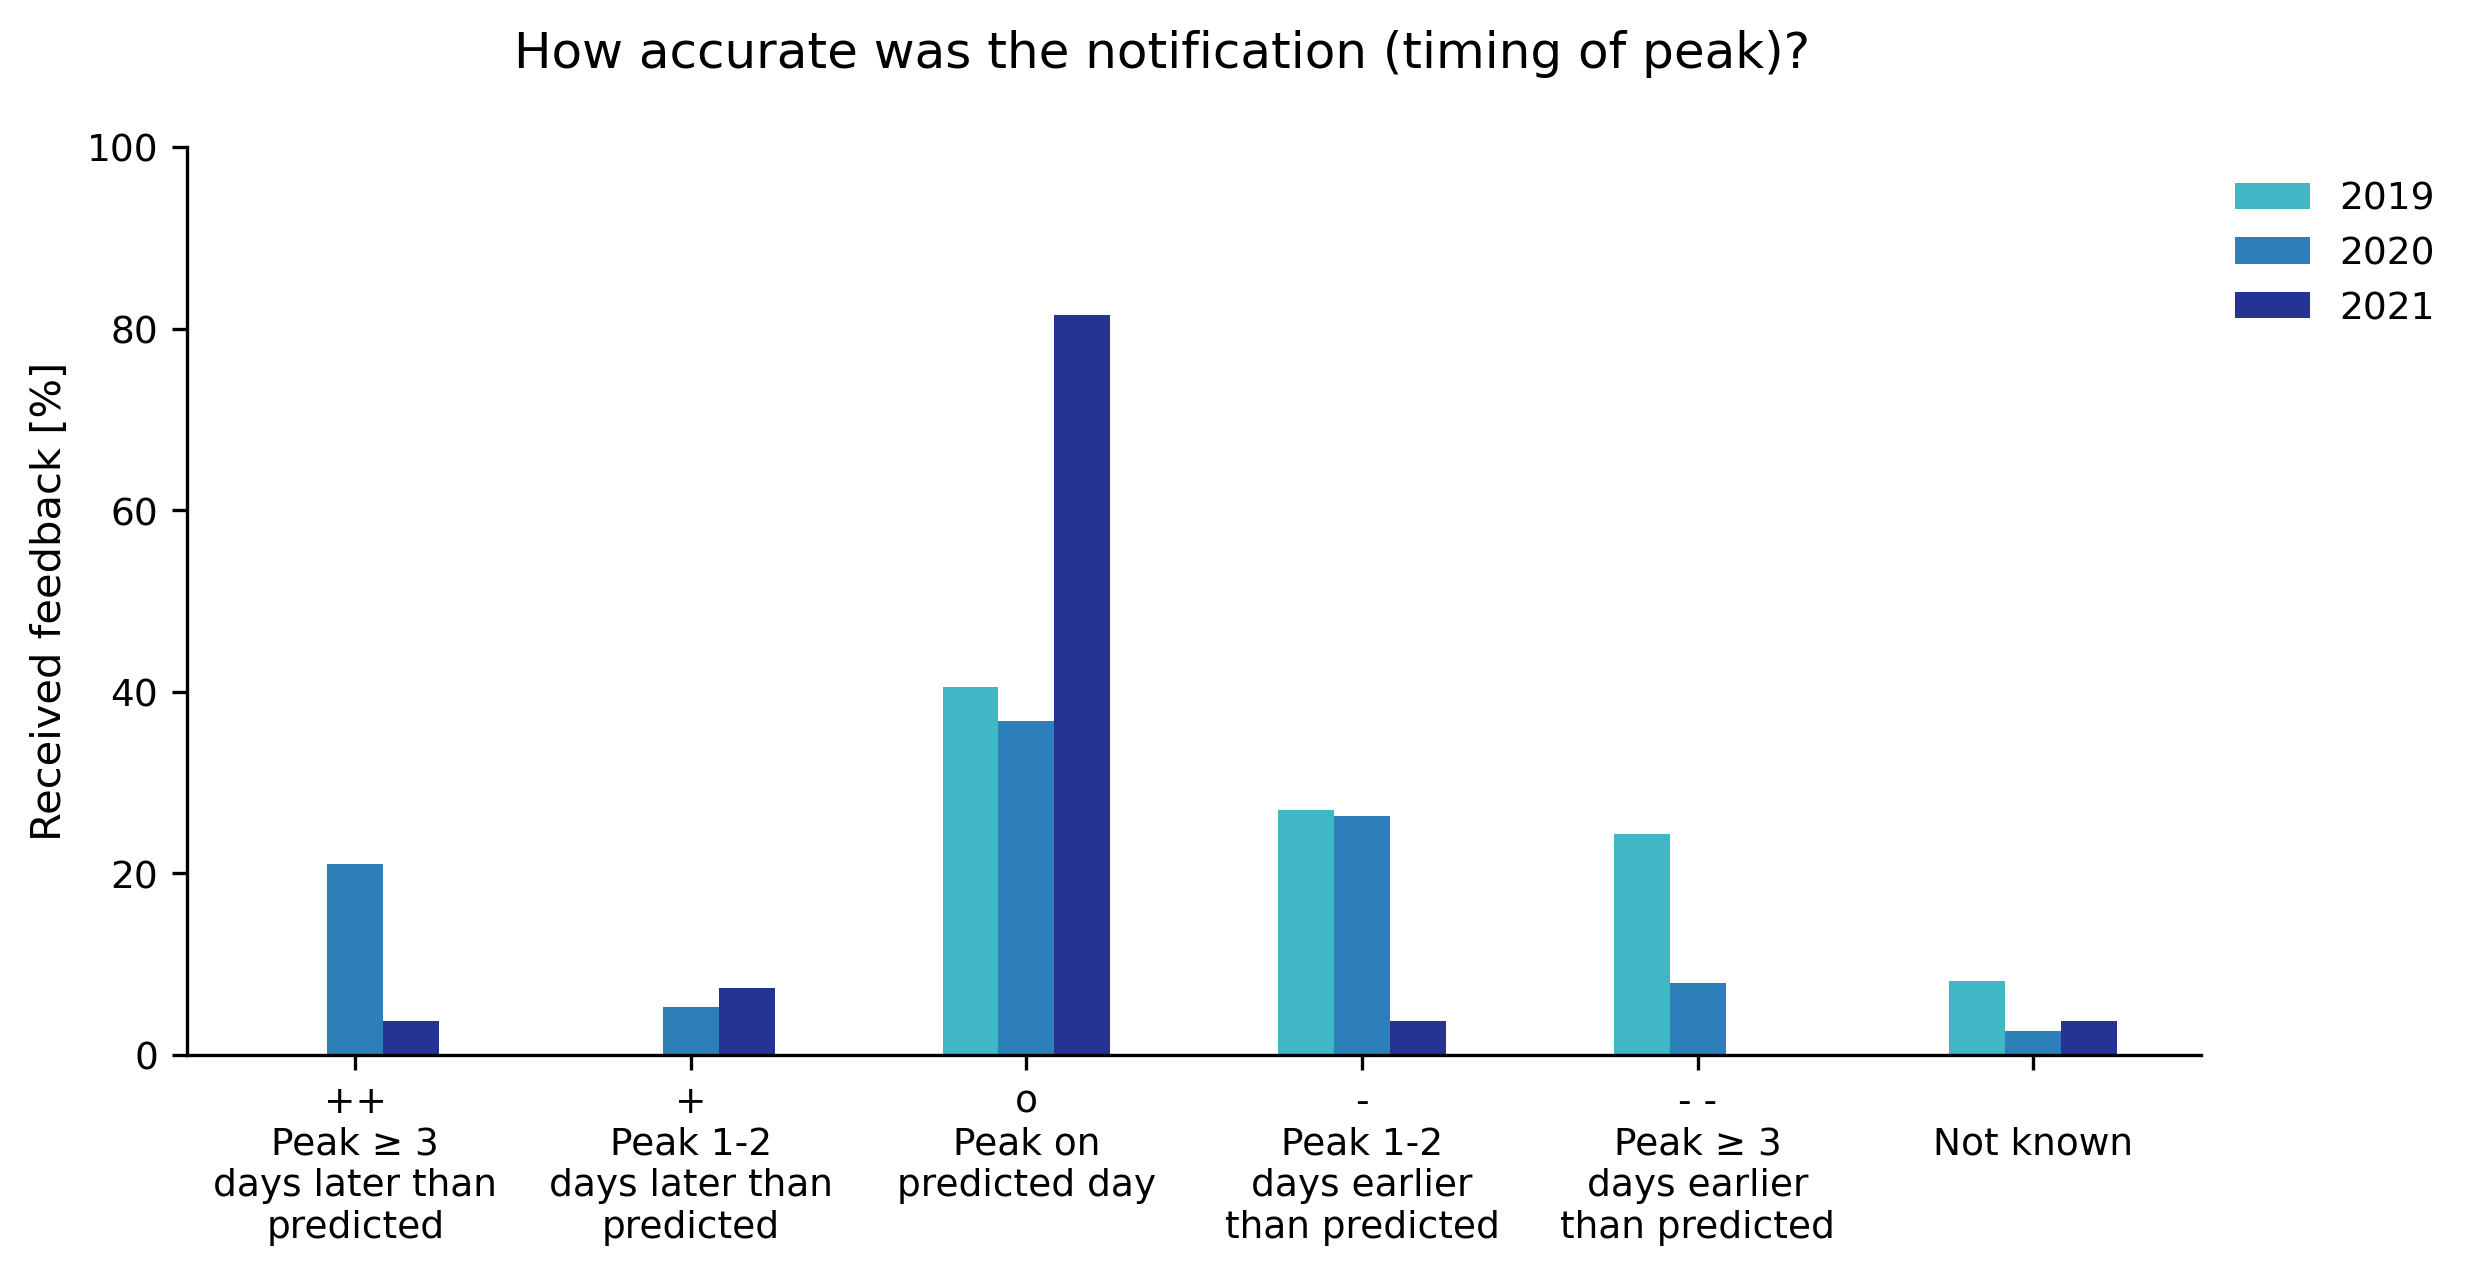 How accurate was the notification (timing of peak)?
Received feedback [%]
100
80
60
40
20
0
2019
2020
2021
++
Peak ≥ 3
days later than
predicted
+
Peak 1-2
days later than
predicted
o
Peak on
predicted day
-
Peak 1-2
days earlier
than predicted
- -
Peak ≥ 3
days earlier
than predicted
Not known